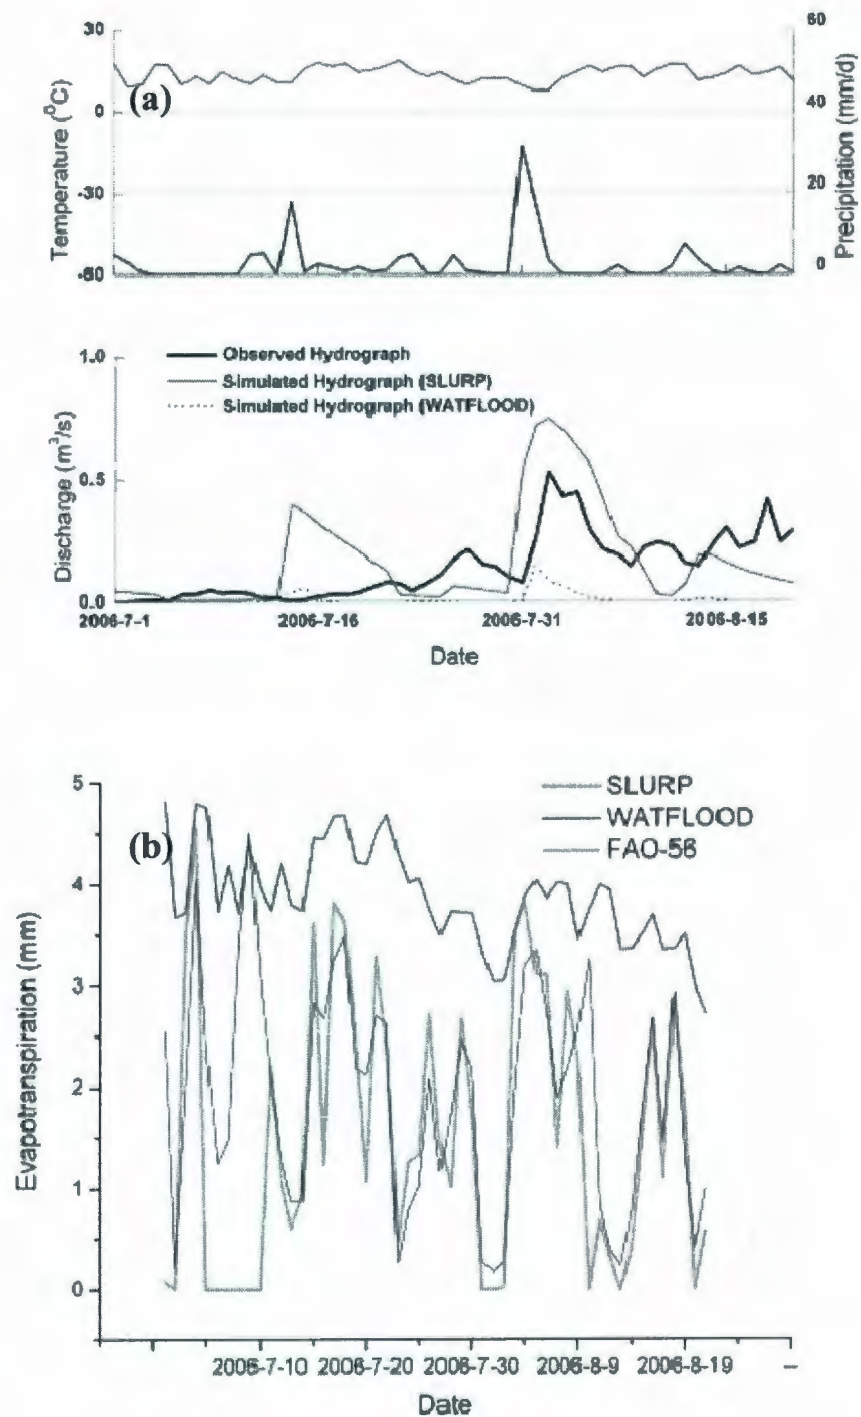 (a)
Temperature (⁰C)
30
0
-30
-60
Precipitation (mm/d)
60
40
20
0
Observed Hydrograph
Simulated Hydrograph (SLURP)
Simulated Hydrograph (WATFLOOD)
Discharge (m³/s)
1.0
0.5
0.0
2006-7-1
2006-7-16
2006-7-31
2006-8-15
Date
(b)
SLURP
WATFLOOD
FAO-56
Evapotranspiration (mm)
5
4
3
2
1
0
2006-7-10 2006-7-20 2006-7-30 2006-8-9 2006-8-19 --
Date